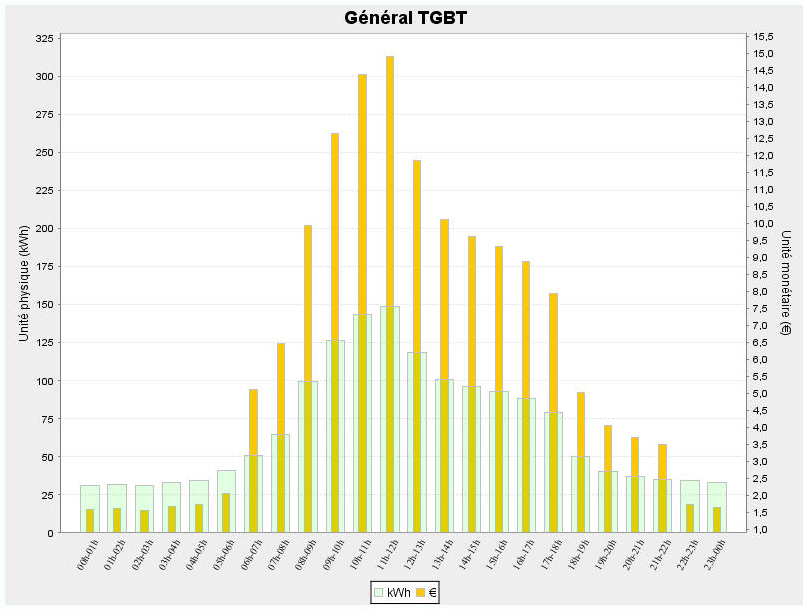 Général TGBT
Unité physique (kWh)
325
300
275
250
225
200
175
150
125
100
75
50
25
0
15,5
15,0
14,5
14,0
13,5
13,0
12,5
12,0
11,5
11,0
10,5
10,0
9,5
9,0
8,5
8,0
7,5
7,0
6,5
6,0
5,5
5,0
4,5
4,0
3,5
3,0
2,5
2,0
1,5
1,0
Unité monétaire (€)
00h-01h
01h-02h
02h-03h
03h-04h
04h-05h
05h-06h
06h-07h
07h-08h
08h-09h
09h-10h
10h-11h
11h-12h
12h-13h
13h-14h
14h-15h
15h-16h
16h-17h
17h-18h
18h-19h
19h-20h
20h-21h
21h-22h
22h-23h
23h-00h
kWh €